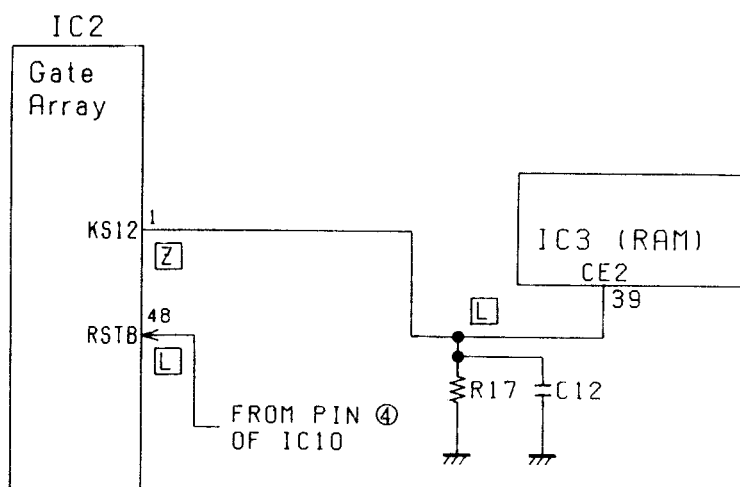 IC2
Gate
Array
KS12
1
Z
IC3 (RAM)
CE2
39
L
RSTB
48
L
R17
C12
FROM PIN ④
OF IC10